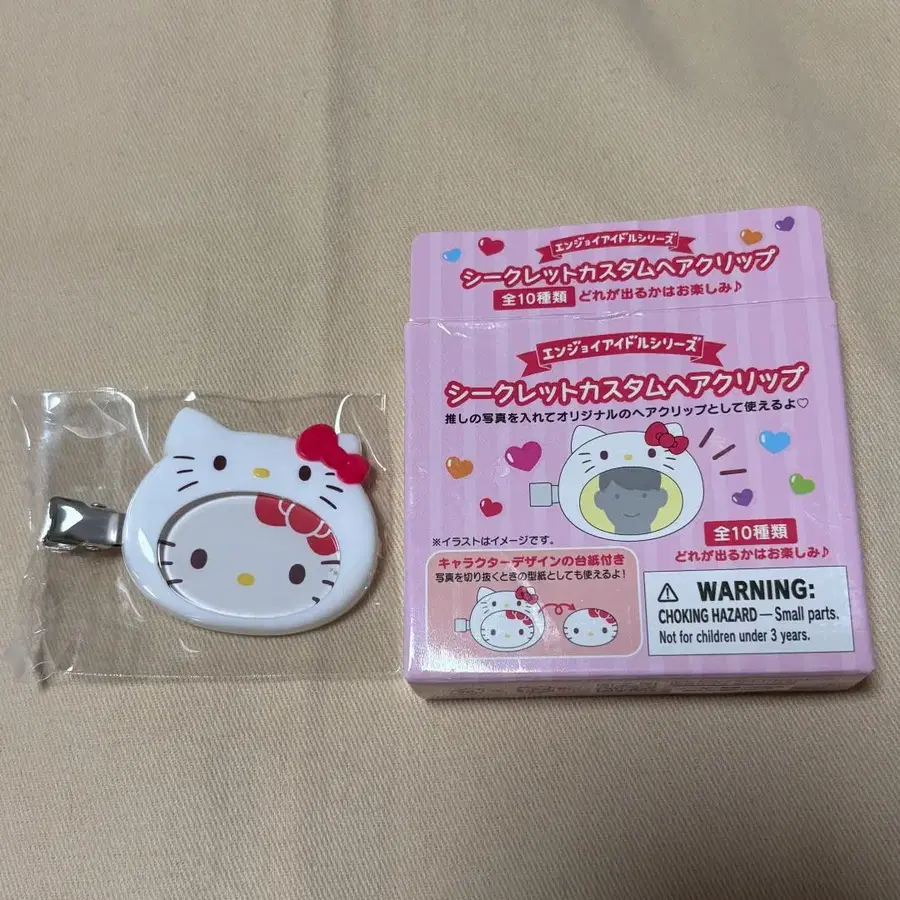 エンジョイアイドルシリーズ
シークレットカスタムヘアクリップ
全10種類 どれが出るかはお楽しみ♪
エンジョイアイドルシリーズ
シークレットカスタムヘアクリップ
推しの写真を入れてオリジナルのヘアクリップとして使えるよ♡
※イラストはイメージです。
全10種類
どれが出るかはお楽しみ♪
キャラクターデザインの台紙付き
写真を切り抜くときの型紙としても使えるよ！
WARNING:
CHOKING HAZARD — Small parts.
Not for children under 3 years.